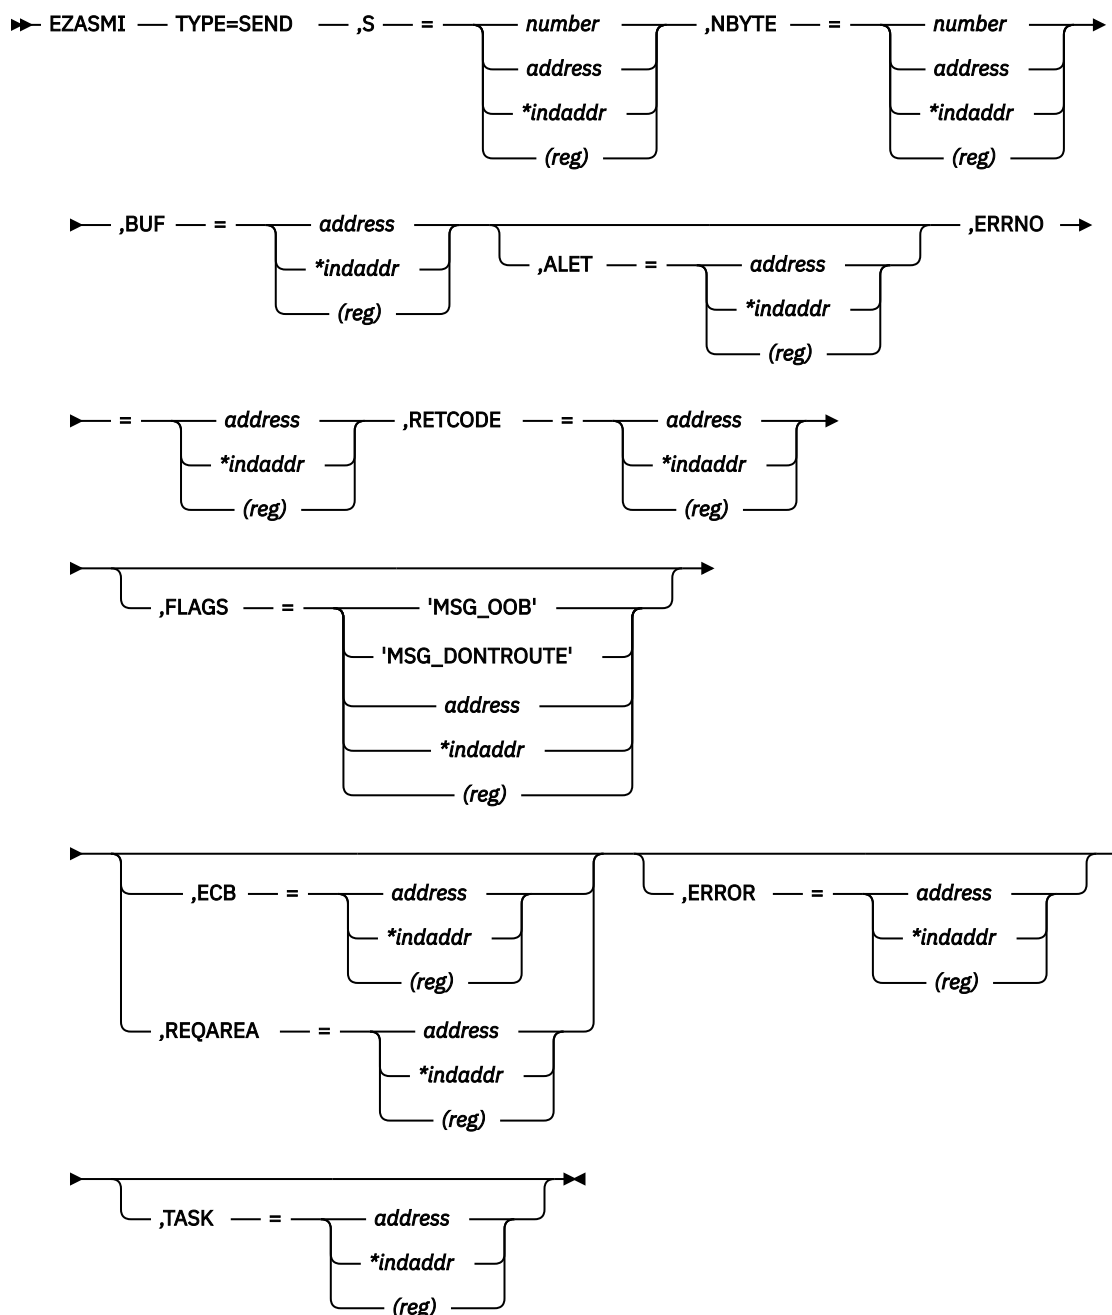 EZASMI TYPE=SEND ,S = number ,NBYTE = number
address address
*indaddr *indaddr
(reg) (reg)
,BUF = address ,ERRNO
*indaddr ,ALET = address
(reg) *indaddr
(reg)
= address ,RETCODE = address
*indaddr *indaddr
(reg) (reg)
,FLAGS = 'MSG_OOB'
'MSG_DONTROUTE'
address
*indaddr
(reg)
,ECB = address ,ERROR = address
*indaddr *indaddr
(reg) (reg)
,REQAREA = address
*indaddr
(reg)
,TASK = address
*indaddr
(reg)